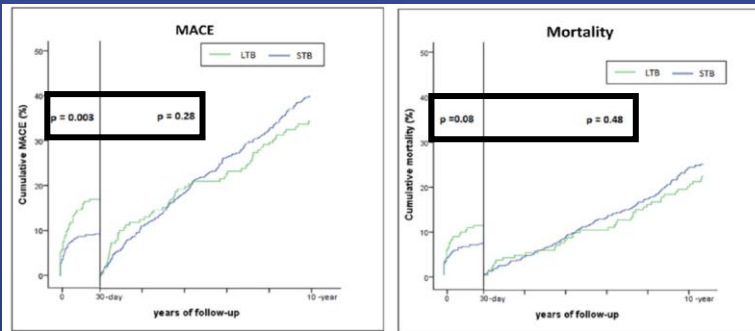 MACE
LTB STB
Cumulative MACE (%)
50
40
30
20
10
0
p = 0.003 p = 0.28
0 30-day 10-year
years of follow-up
Mortality
LTB STB
Cumulative mortality (%)
50
40
30
20
10
0
p =0.08 p = 0.48
0 30-day 10-year
years of follow-up